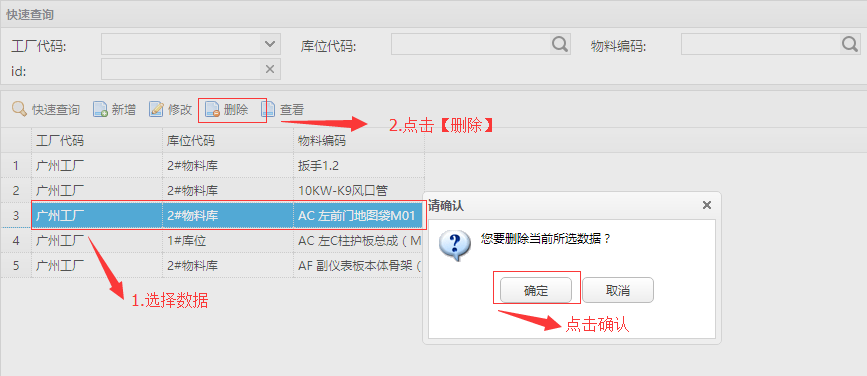 快速查询
工厂代码: 库位代码: 物料编码:
id:
快速查询 新增 修改 删除 查看
2.点击【删除】
工厂代码 库位代码 物料编码
1 广州工厂 2#物料库 扳手1.2
2 广州工厂 2#物料库 10KW-K9风口管
3 广州工厂 2#物料库 AC 左前门地图袋M01
4 广州工厂 1#库位 AC 左C柱护板总成（M
5 广州工厂 2#物料库 AF 副仪表板本体骨架（
1.选择数据
请确认
您要删除当前所选数据？
确定 取消
点击确认